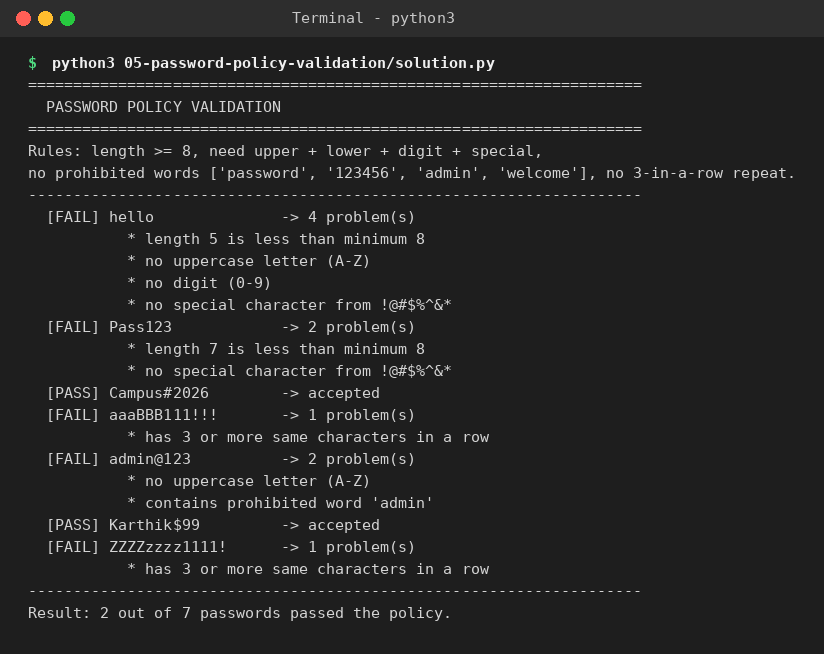 Terminal - python3
$ python3 05-password-policy-validation/solution.py
====================================================================
  PASSWORD POLICY VALIDATION
====================================================================
Rules: length >= 8, need upper + lower + digit + special,
no prohibited words ['password', '123456', 'admin', 'welcome'], no 3-in-a-row repeat.
--------------------------------------------------------------------
  [FAIL] hello              -> 4 problem(s)
           * length 5 is less than minimum 8
           * no uppercase letter (A-Z)
           * no digit (0-9)
           * no special character from !@#$%^&*
  [FAIL] Pass123            -> 2 problem(s)
           * length 7 is less than minimum 8
           * no special character from !@#$%^&*
  [PASS] Campus#2026        -> accepted
  [FAIL] aaaBBB111!!!       -> 1 problem(s)
           * has 3 or more same characters in a row
  [FAIL] admin@123          -> 2 problem(s)
           * no uppercase letter (A-Z)
           * contains prohibited word 'admin'
  [PASS] Karthik$99         -> accepted
  [FAIL] ZZZZzzzz1111!      -> 1 problem(s)
           * has 3 or more same characters in a row
--------------------------------------------------------------------
Result: 2 out of 7 passwords passed the policy.